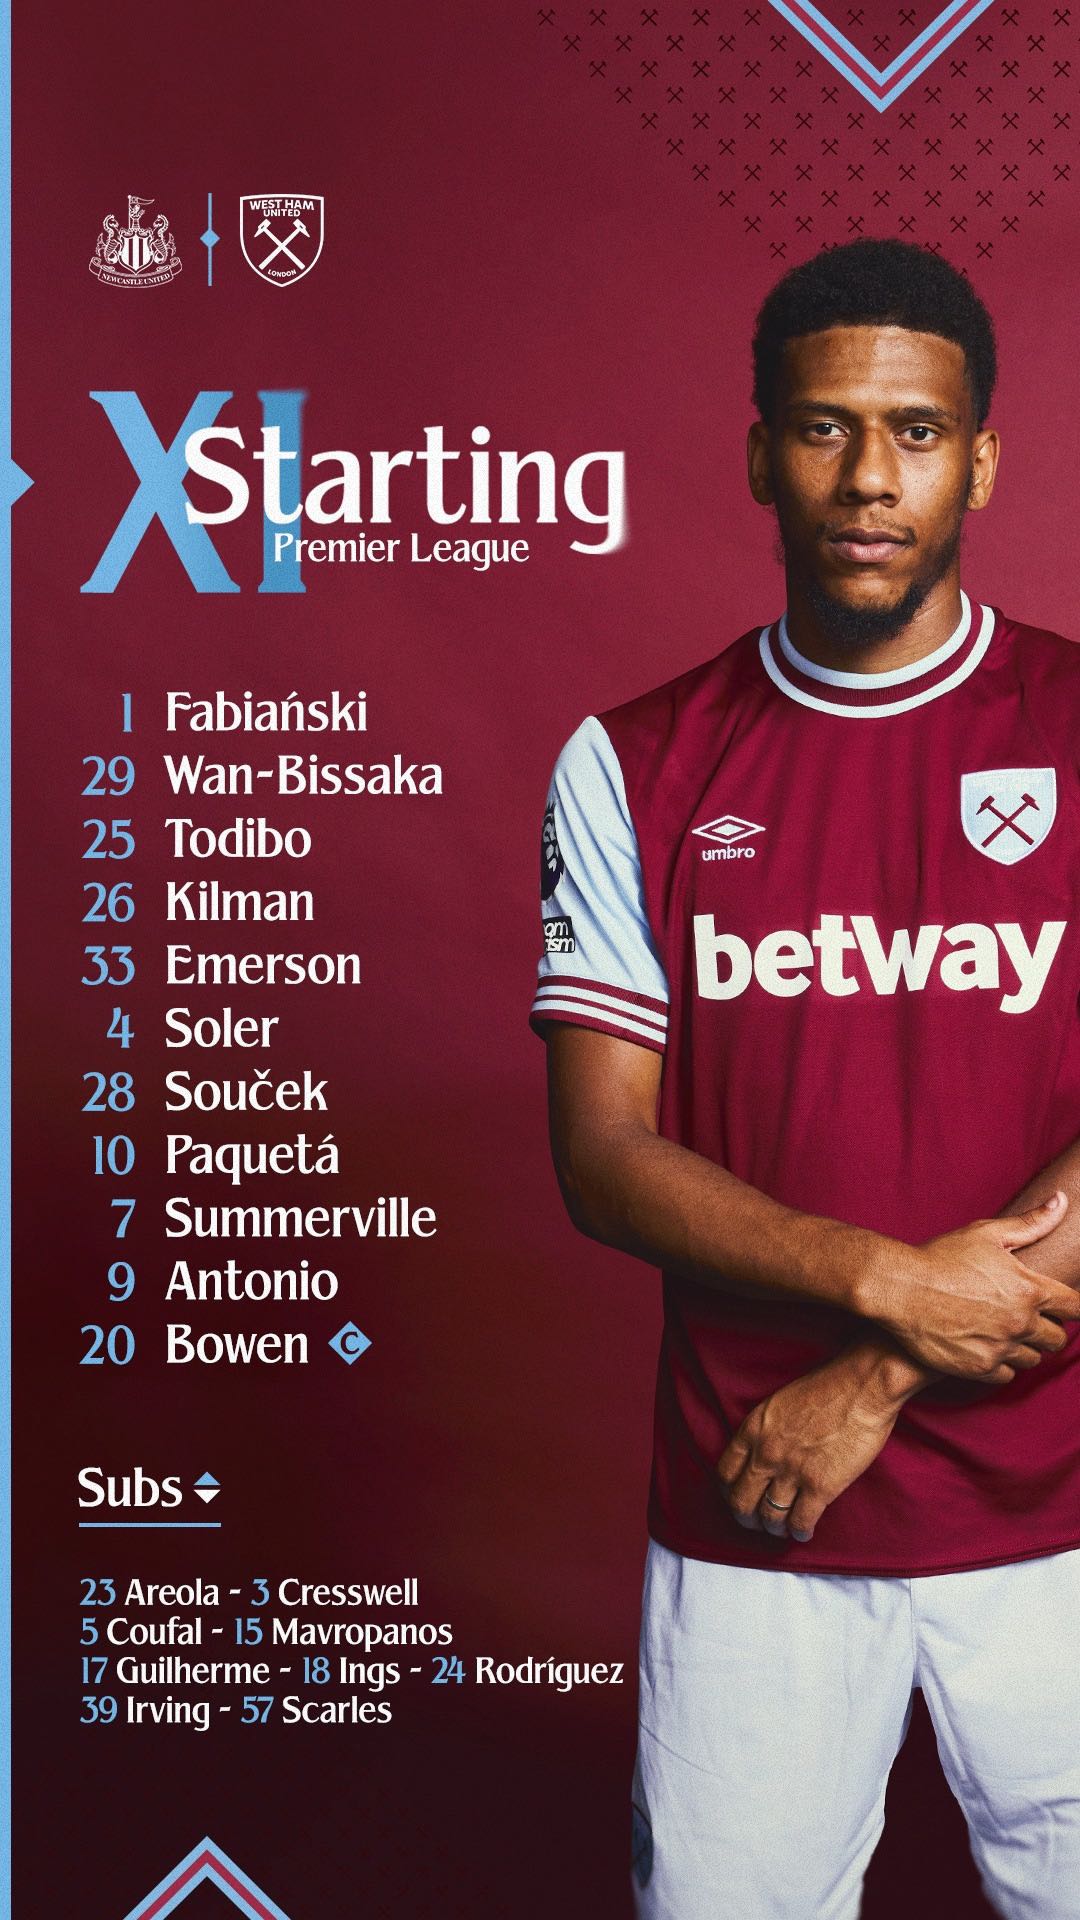 NEWCASTLE UNITED
WEST HAM
UNITED
LONDON
XI Starting
Premier League
1 Fabiański
29 Wan-Bissaka
25 Todibo
26 Kilman
33 Emerson
4 Soler
28 Souček
10 Paquetá
7 Summerville
9 Antonio
20 Bowen C
umbro
betway
Subs
23 Areola - 3 Cresswell
5 Coufal - 15 Mavropanos
17 Guilherme - 18 Ings - 24 Rodríguez
39 Irving - 57 Scarles